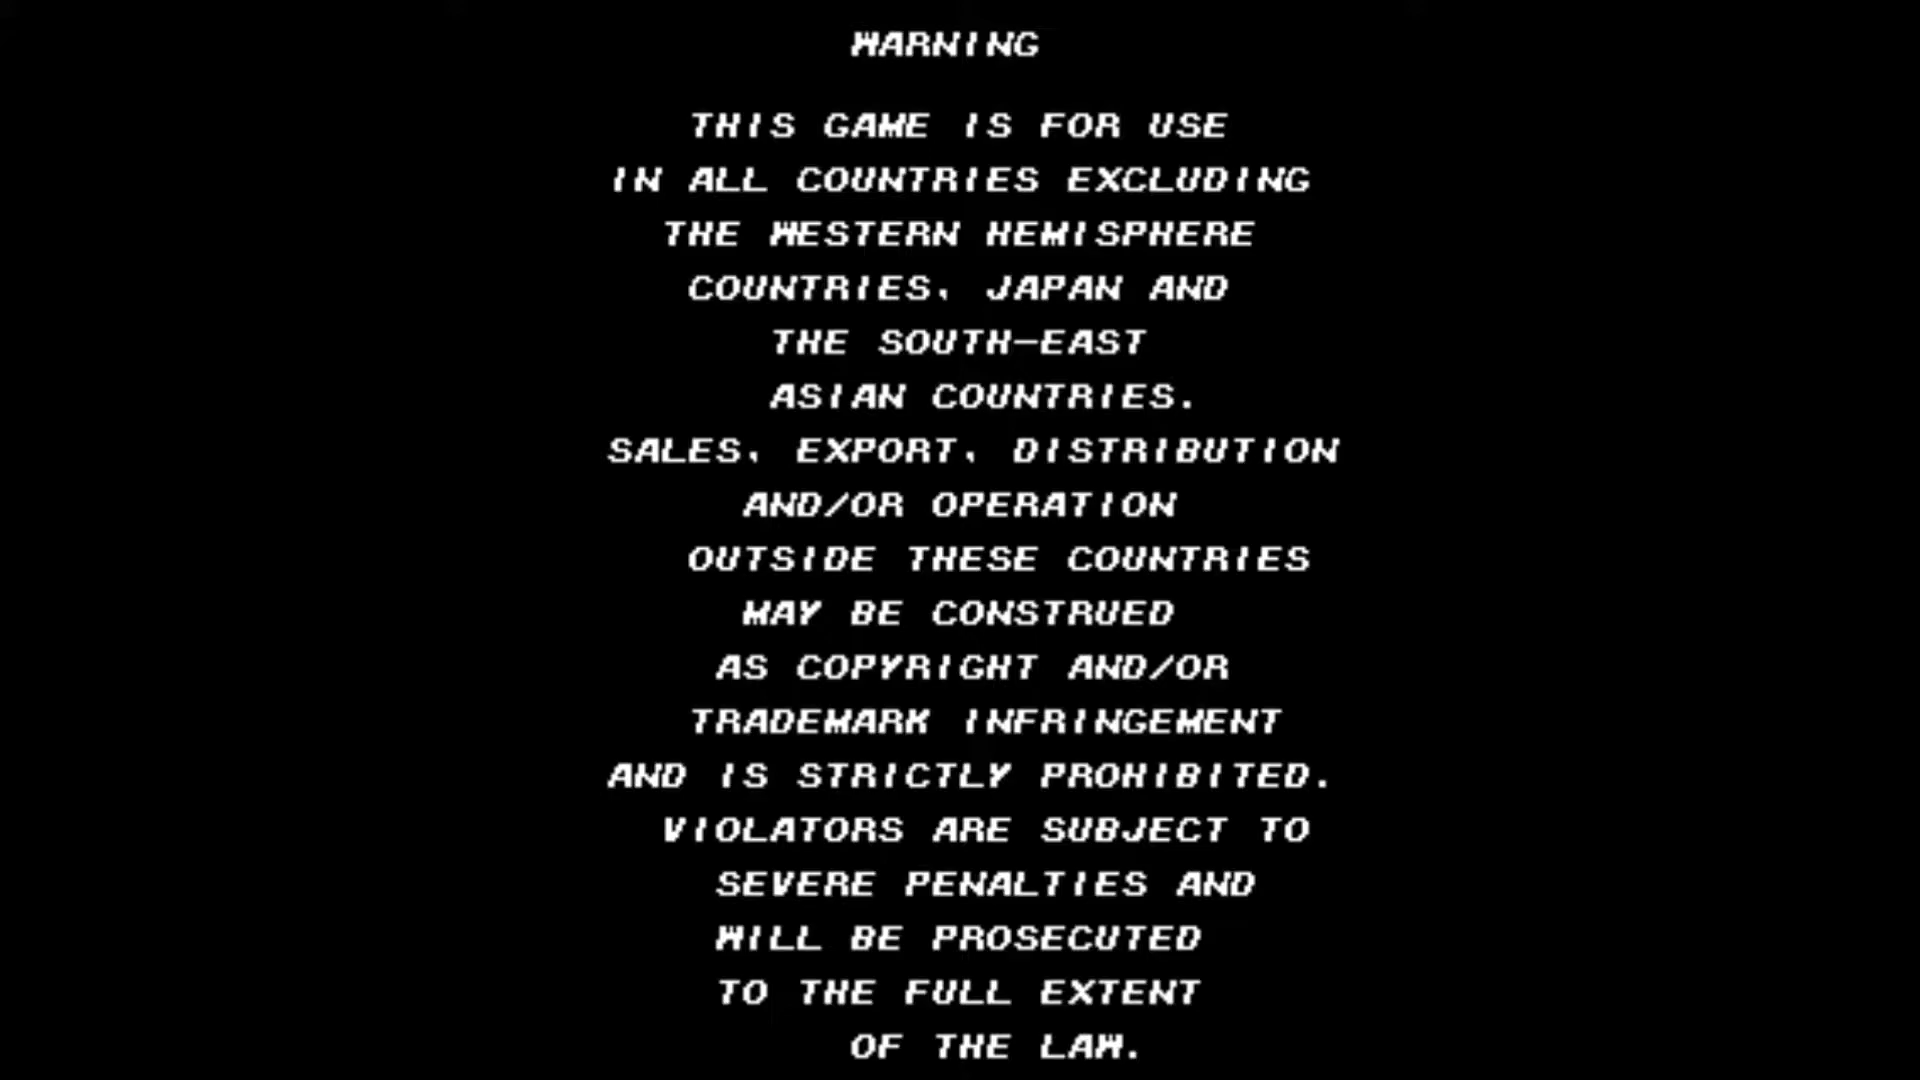 WARNING
THIS GAME IS FOR USE
IN ALL COUNTRIES EXCLUDING
THE WESTERN HEMISPHERE
COUNTRIES, JAPAN AND
THE SOUTH-EAST
ASIAN COUNTRIES.
SALES, EXPORT, DISTRIBUTION
AND/OR OPERATION
OUTSIDE THESE COUNTRIES
MAY BE CONSTRUED
AS COPYRIGHT AND/OR
TRADEMARK INFRINGEMENT
AND IS STRICTLY PROHIBITED.
VIOLATORS ARE SUBJECT TO
SEVERE PENALTIES AND
WILL BE PROSECUTED
TO THE FULL EXTENT
OF THE LAW.